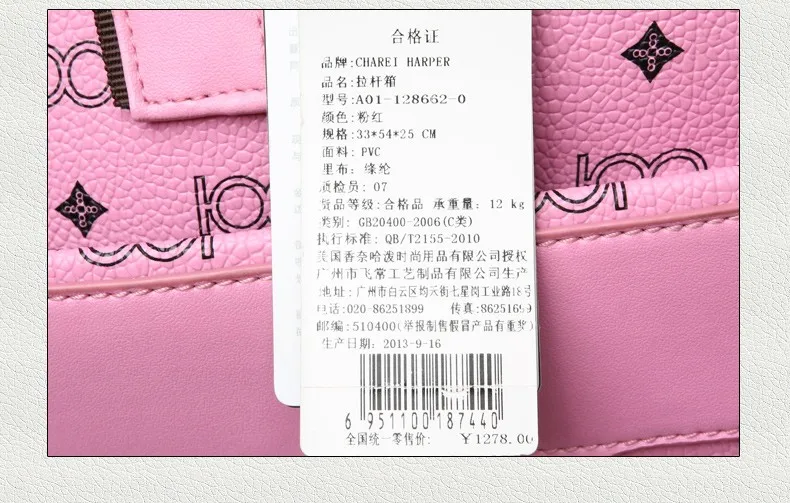 合格证
品牌:CHAREI HARPER
品名:拉杆箱
型号:A01-128662-0
颜色:粉红
规格:33*54*25 CM
面料: PVC
里布: 绦纶
质检员: 07
货品等级:合格品 承重量: 12 kg
类别: GB20400-2006(C类)
执行标准: QB/T2155-2010
美国香奈哈波时尚用品有限公司授权
广州市飞常工艺制品有限公司生产
地址:广州市白云区均禾街七星岗工业路18号
电话:020-86251899 传真:86251699
邮编:510400(举报制售假冒产品有重奖)
生产日期: 2013-9-16
6 951100 187440
全国统一零售价: ¥1278.00